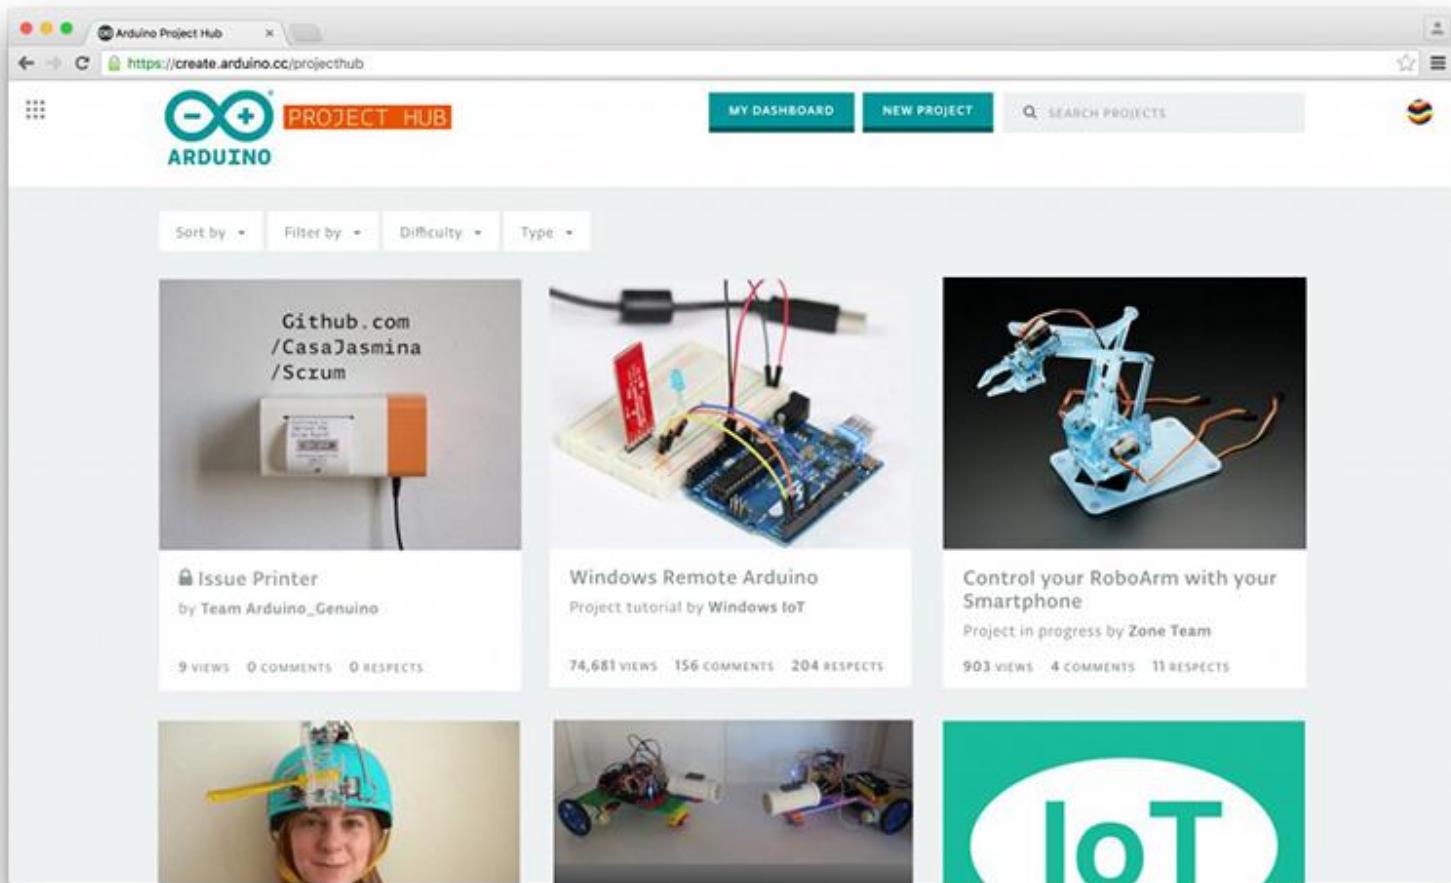 Arduino Project Hub
https://create.arduino.cc/projecthub
ARDUINO
PROJECT HUB
MY DASHBOARD
NEW PROJECT
SEARCH PROJECTS
Sort by
Filter by
Difficulty
Type
Github.com
/CasaJasmina
/Scrum
Issue Printer
by Team Arduino_Genuino
9 VIEWS 0 COMMENTS 0 RESPECTS
Windows Remote Arduino
Project tutorial by Windows IoT
74,681 VIEWS 156 COMMENTS 204 RESPECTS
Control your RoboArm with your
Smartphone
Project in progress by Zone Team
903 VIEWS 4 COMMENTS 11 RESPECTS
IoT